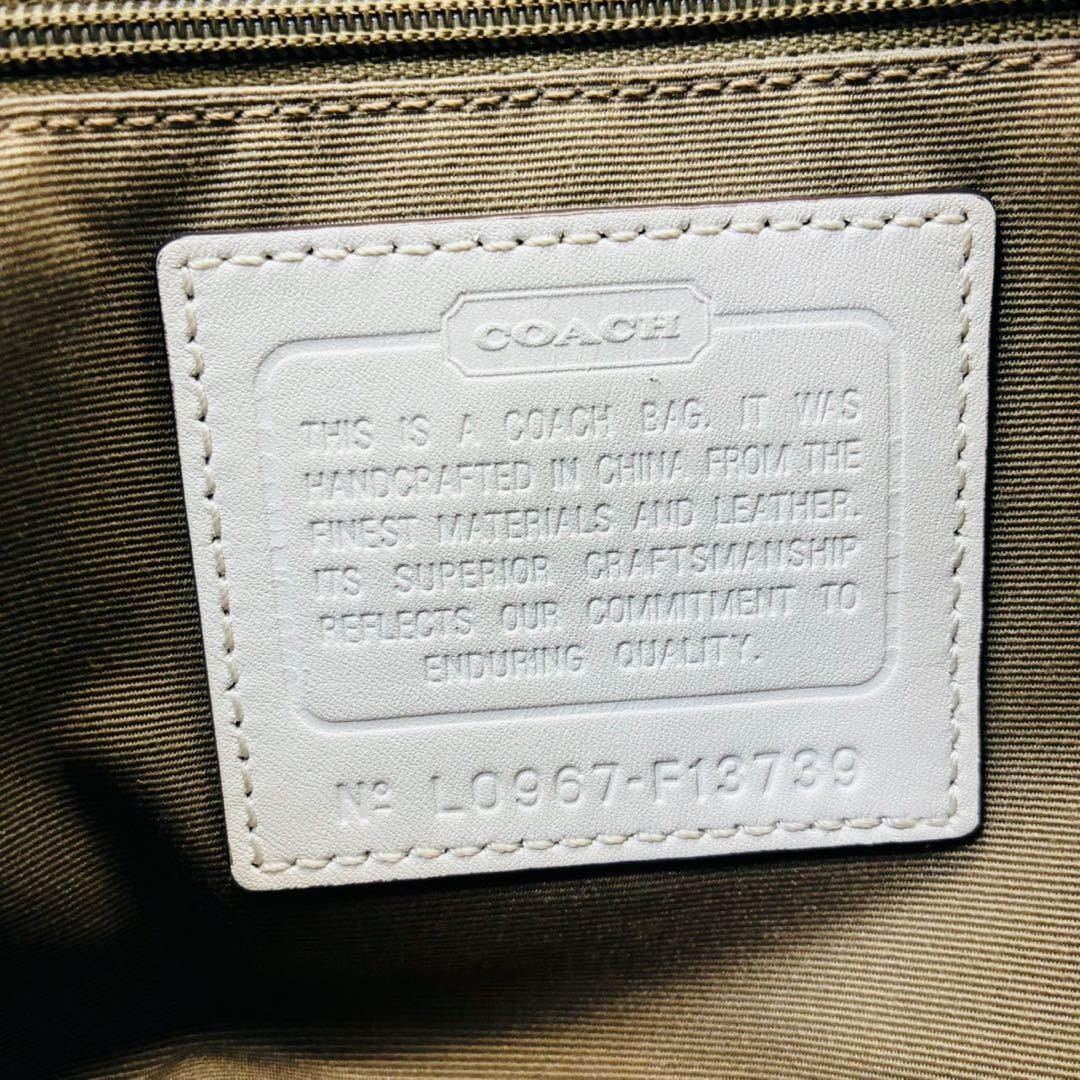 COACH
THIS IS A COACH BAG. IT WAS
HANDCRAFTED IN CHINA FROM THE
FINEST MATERIALS AND LEATHER.
ITS SUPERIOR CRAFTSMANSHIP
REFLECTS OUR COMMITMENT TO
ENDURING QUALITY.
Nº L0967-F13739